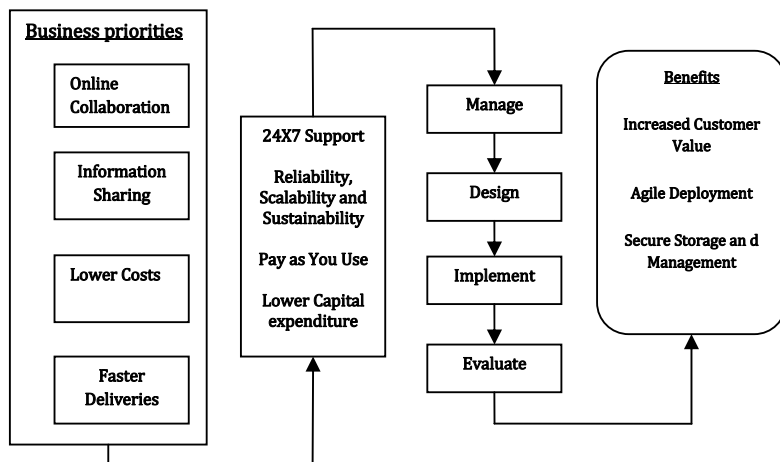 Business priorities
Online
Collaboration
Information
Sharing
Lower Costs
Faster
Deliveries
24X7 Support
Reliability,
Scalability and
Sustainability
Pay as You Use
Lower Capital
expenditure
Manage
Design
Implement
Evaluate
Benefits
Increased Customer
Value
Agile Deployment
Secure Storage an d
Management